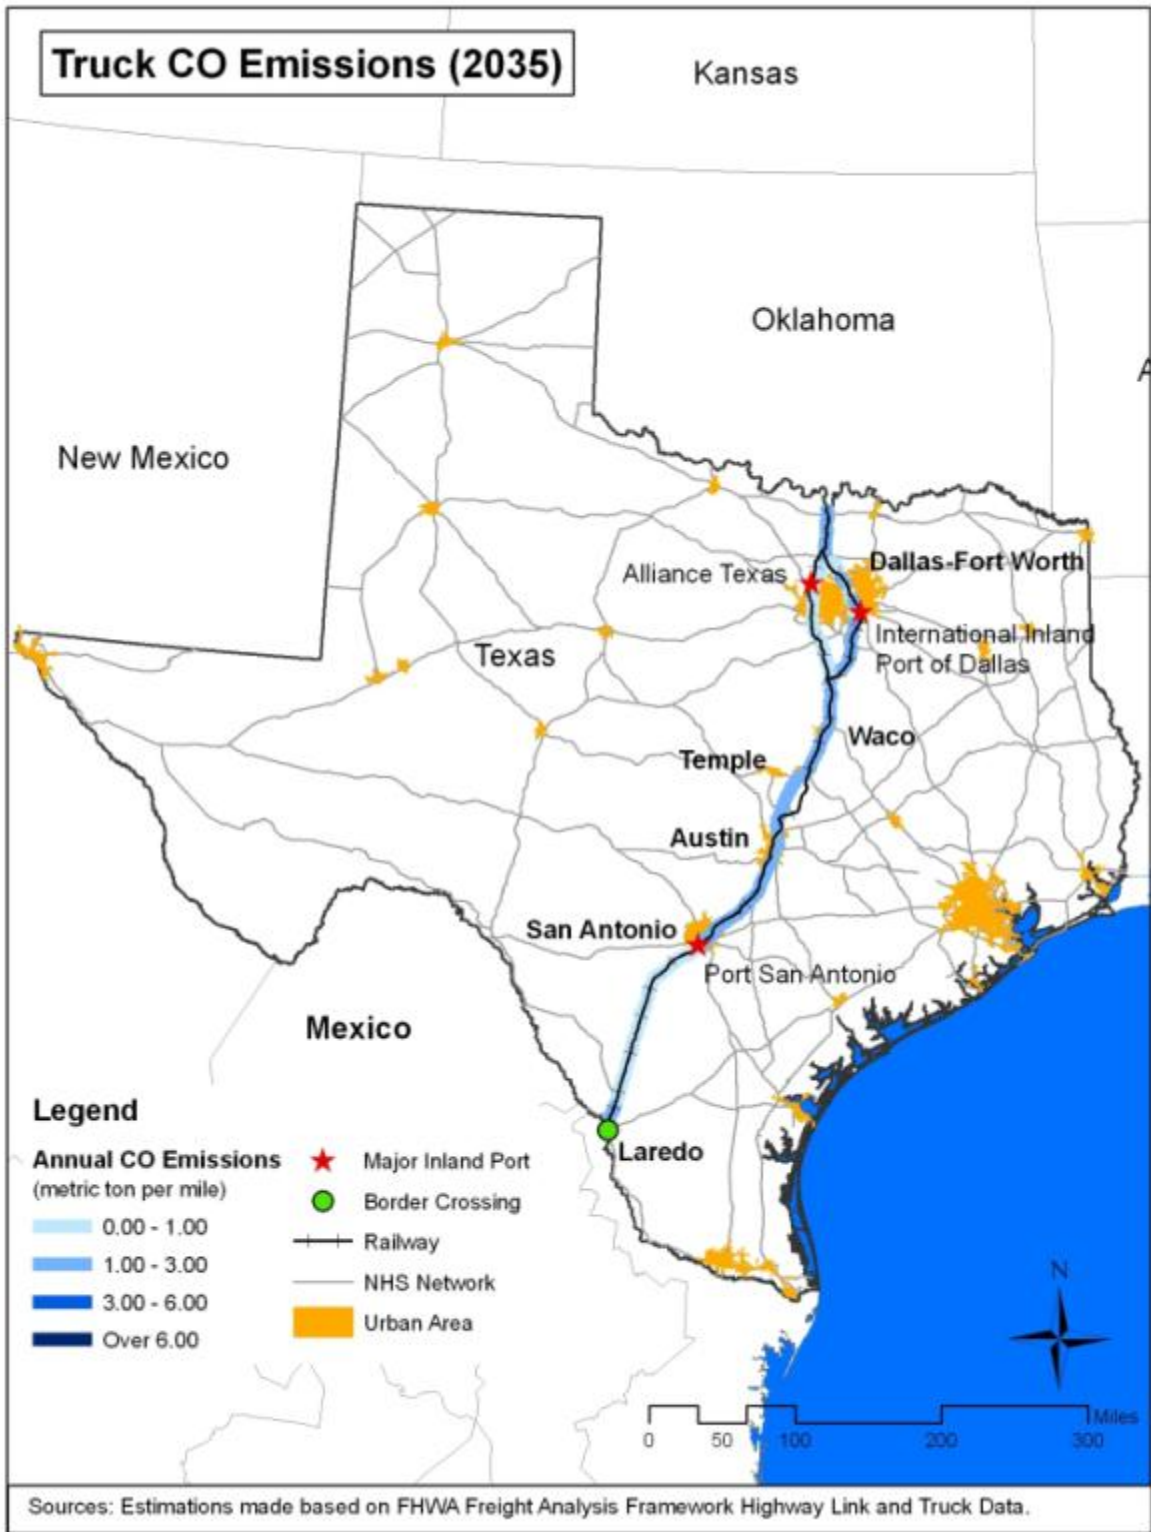 Truck CO Emissions (2035)
Kansas
Oklahoma
A
New Mexico
Alliance Texas
Dallas-Fort Worth
International Inland
Port of Dallas
Texas
Waco
Temple
Austin
San Antonio
Port San Antonio
Mexico
Laredo
Legend
Annual CO Emissions
(metric ton per mile)
0.00 - 1.00
1.00 - 3.00
3.00 - 6.00
Over 6.00
Major Inland Port
Border Crossing
Railway
NHS Network
Urban Area
N
Miles
0 50 100 200 300
Sources: Estimations made based on FHWA Freight Analysis Framework Highway Link and Truck Data.